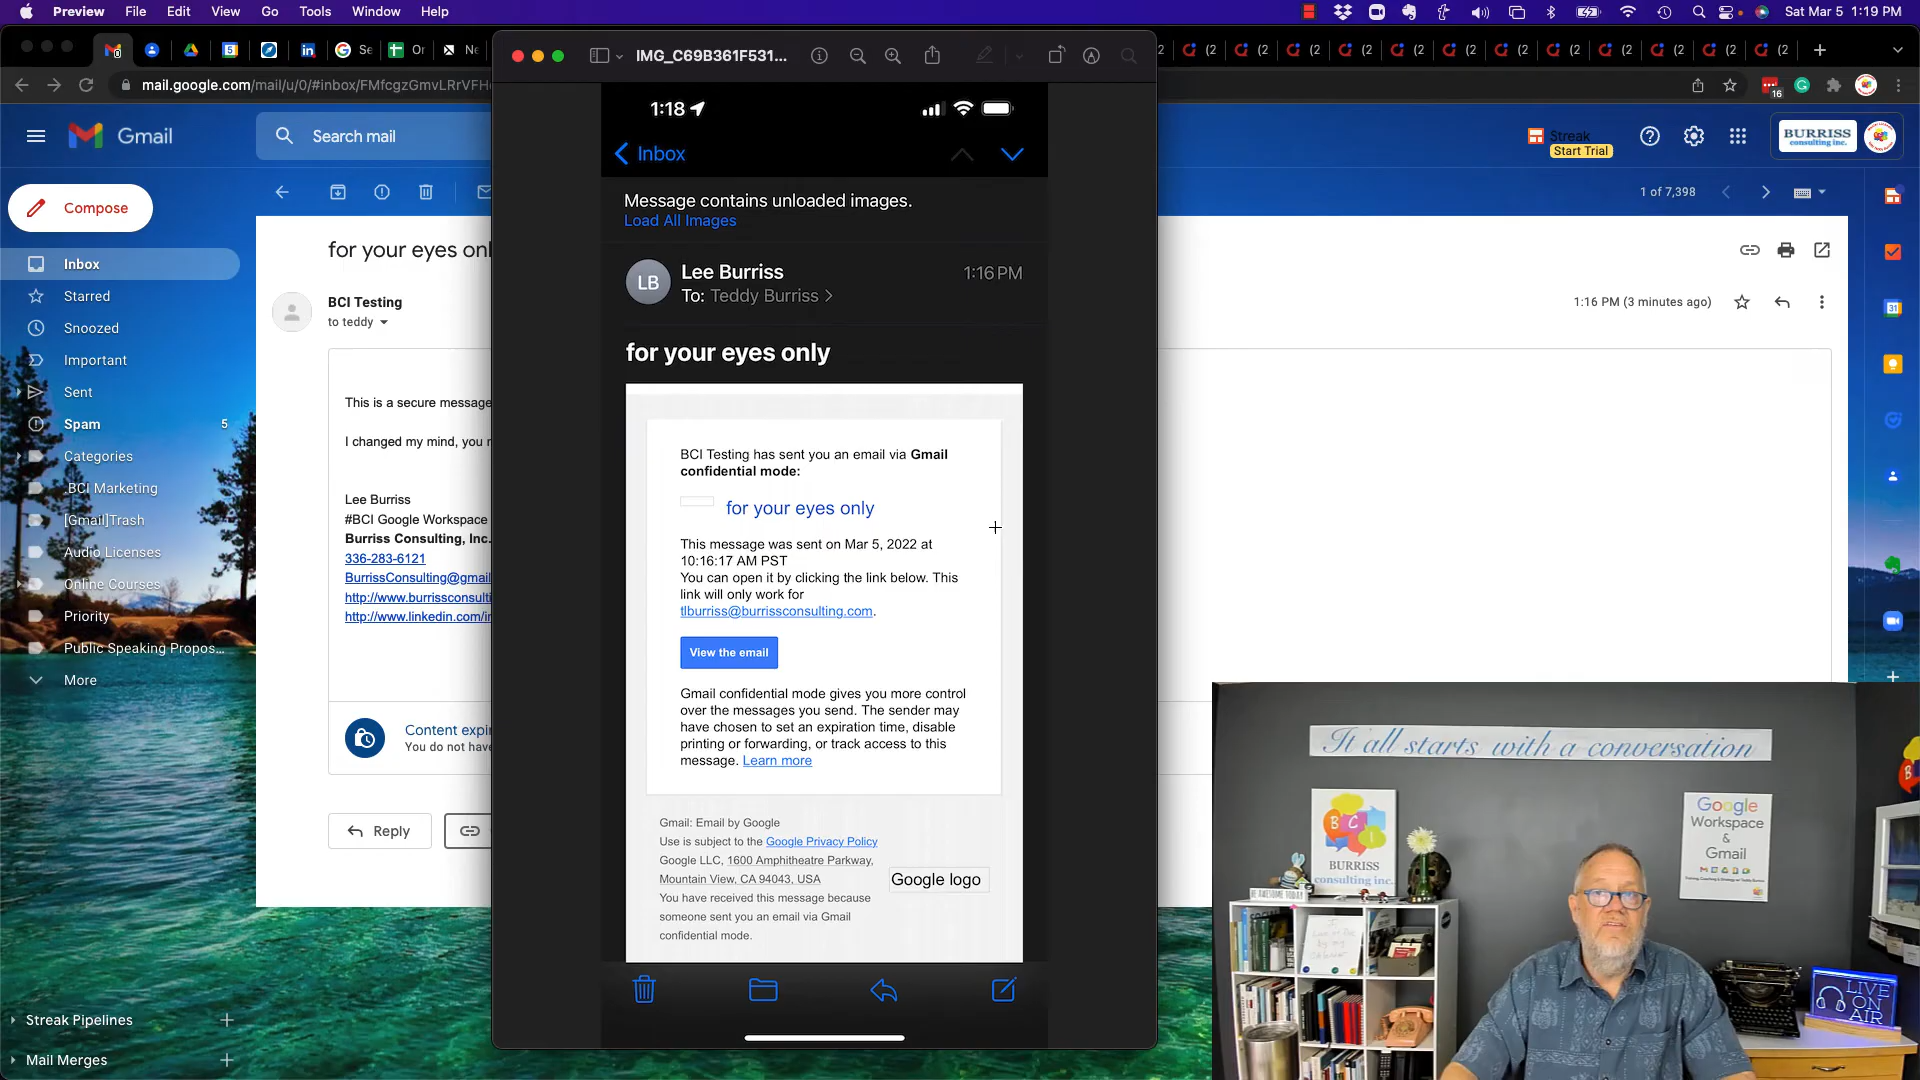 Preview File Edit View Go Tools Window Help
Sat Mar 5 1:19 PM
IMG_C69B361F531...
mail.google.com/mail/u/0/#inbox/FMfcgzGmvLRrVFH
16
Gmail
Search mail
Streak
Start Trial
BURRISS
consulting inc.
Compose
1 of 7,398
Inbox
Starred
Snoozed
Important
Sent
Spam 5
Categories
.BCI Marketing
[Gmail]Trash
Audio Licenses
Online Courses
Priority
Public Speaking Propos...
More
Streak Pipelines
Mail Merges
for your eyes onl
BCI Testing
to teddy
1:16 PM (3 minutes ago)
This is a secure message
I changed my mind, you
Lee Burriss
#BCI Google Workspace
Burriss Consulting, Inc.
336-283-6121
BurrissConsulting@gmail
http://www.burrissconsulti
http://www.linkedin.com/in
Content expi
You do not have
Reply
1:18
Inbox
Message contains unloaded images.
Load All Images
LB
Lee Burriss
1:16 PM
To: Teddy Burriss
for your eyes only
BCI Testing has sent you an email via Gmail
confidential mode:
for your eyes only
This message was sent on Mar 5, 2022 at
10:16:17 AM PST
You can open it by clicking the link below. This
link will only work for
tlburriss@burrissconsulting.com.
View the email
Gmail confidential mode gives you more control
over the messages you send. The sender may
have chosen to set an expiration time, disable
printing or forwarding, or track access to this
message. Learn more
Gmail: Email by Google
Use is subject to the Google Privacy Policy
Google LLC, 1600 Amphitheatre Parkway,
Mountain View, CA 94043, USA
You have received this message because
someone sent you an email via Gmail
confidential mode.
Google logo
It all starts with a conversation
BCI
BURRISS
consulting inc.
Google
Workspace
&
Gmail
BE AWESOME TODAY
LIVE
ON
AIR